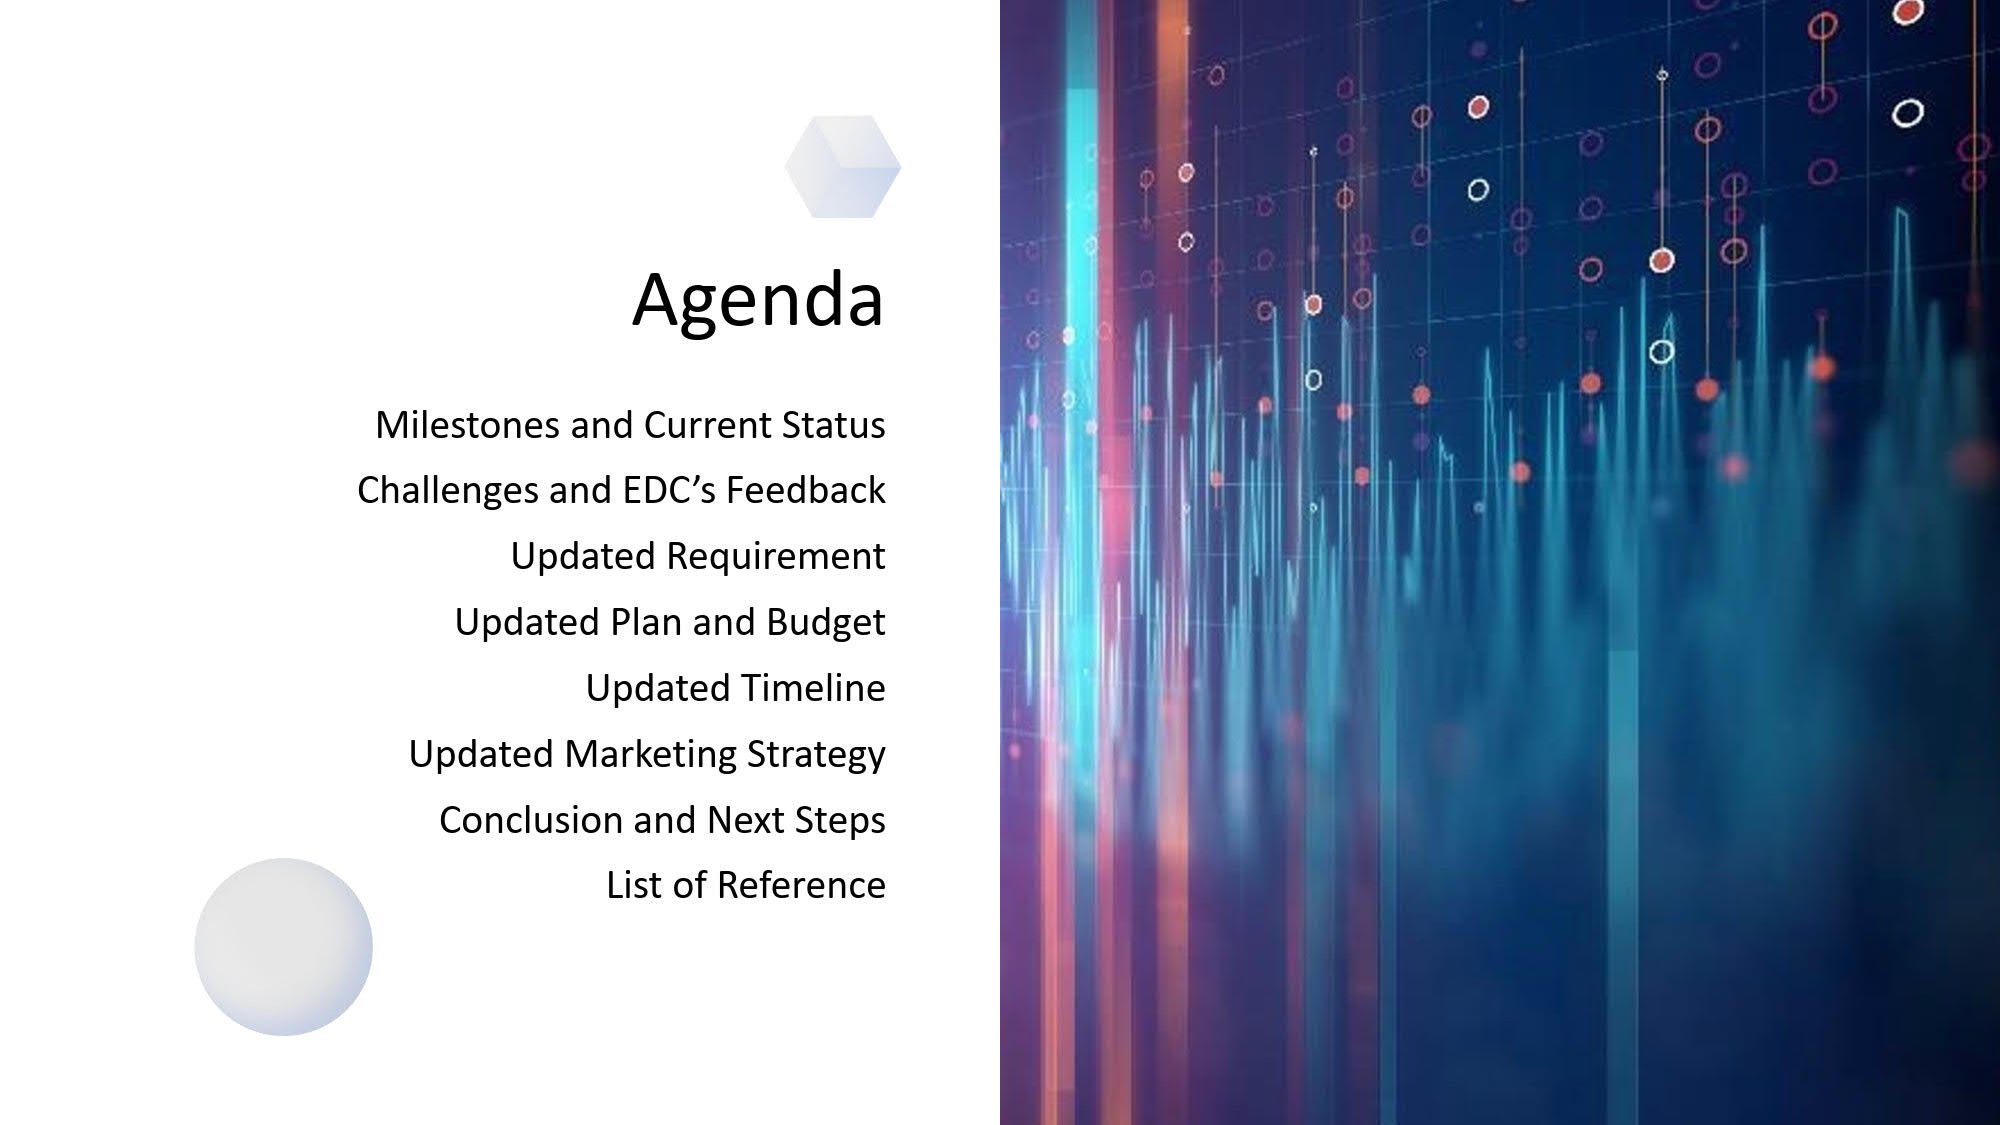 Agenda
Milestones and Current Status
Challenges and EDC’s Feedback
Updated Requirement
Updated Plan and Budget
Updated Timeline
Updated Marketing Strategy
Conclusion and Next Steps
List of Reference